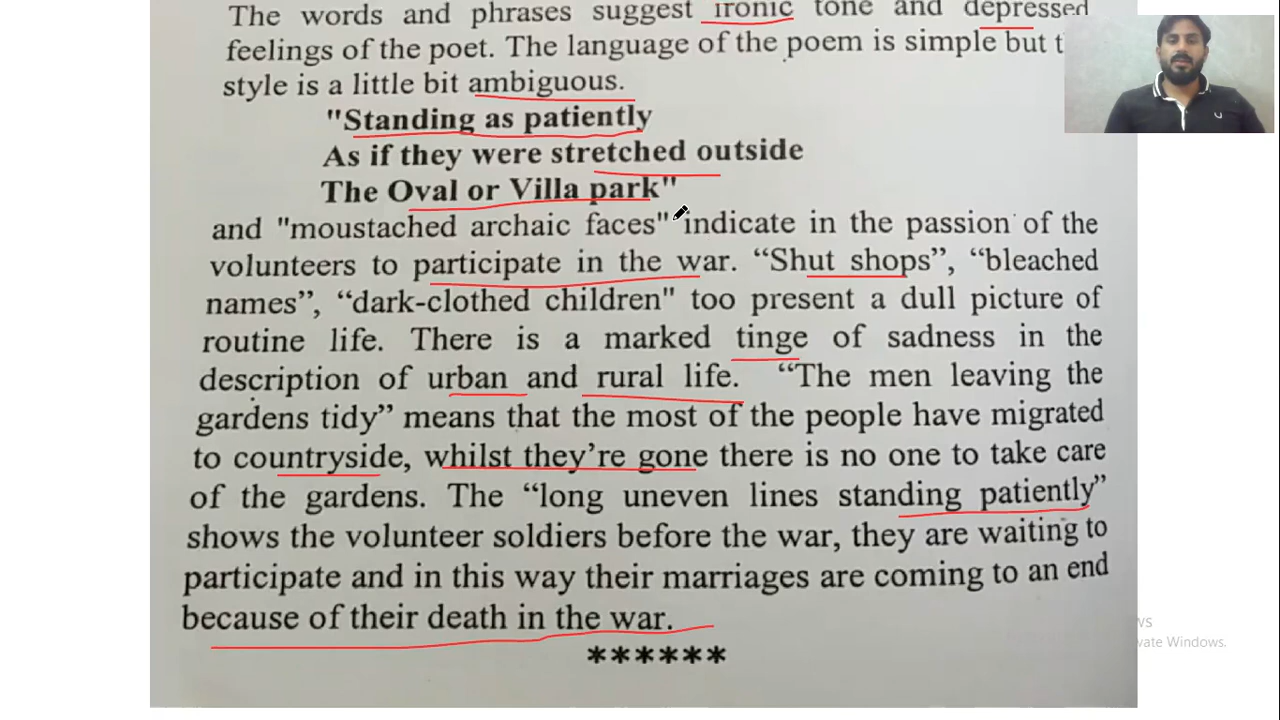 The words and phrases suggest ironic tone and depressed
feelings of the poet. The language of the poem is simple but
style is a little bit ambiguous.
"Standing as patiently
As if they were stretched outside
The Oval or Villa park"
and "moustached archaic faces" indicate in the passion of the
volunteers to participate in the war. “Shut shops”, “bleached
names”, “dark-clothed children" too present a dull picture of
routine life. There is a marked tinge of sadness in the
description of urban and rural life. “The men leaving the
gardens tidy” means that the most of the people have migrated
to countryside, whilst they’re gone there is no one to take care
of the gardens. The “long uneven lines standing patiently”
shows the volunteer soldiers before the war, they are waiting to
participate and in this way their marriages are coming to an end
because of their death in the war.
******
Windows.